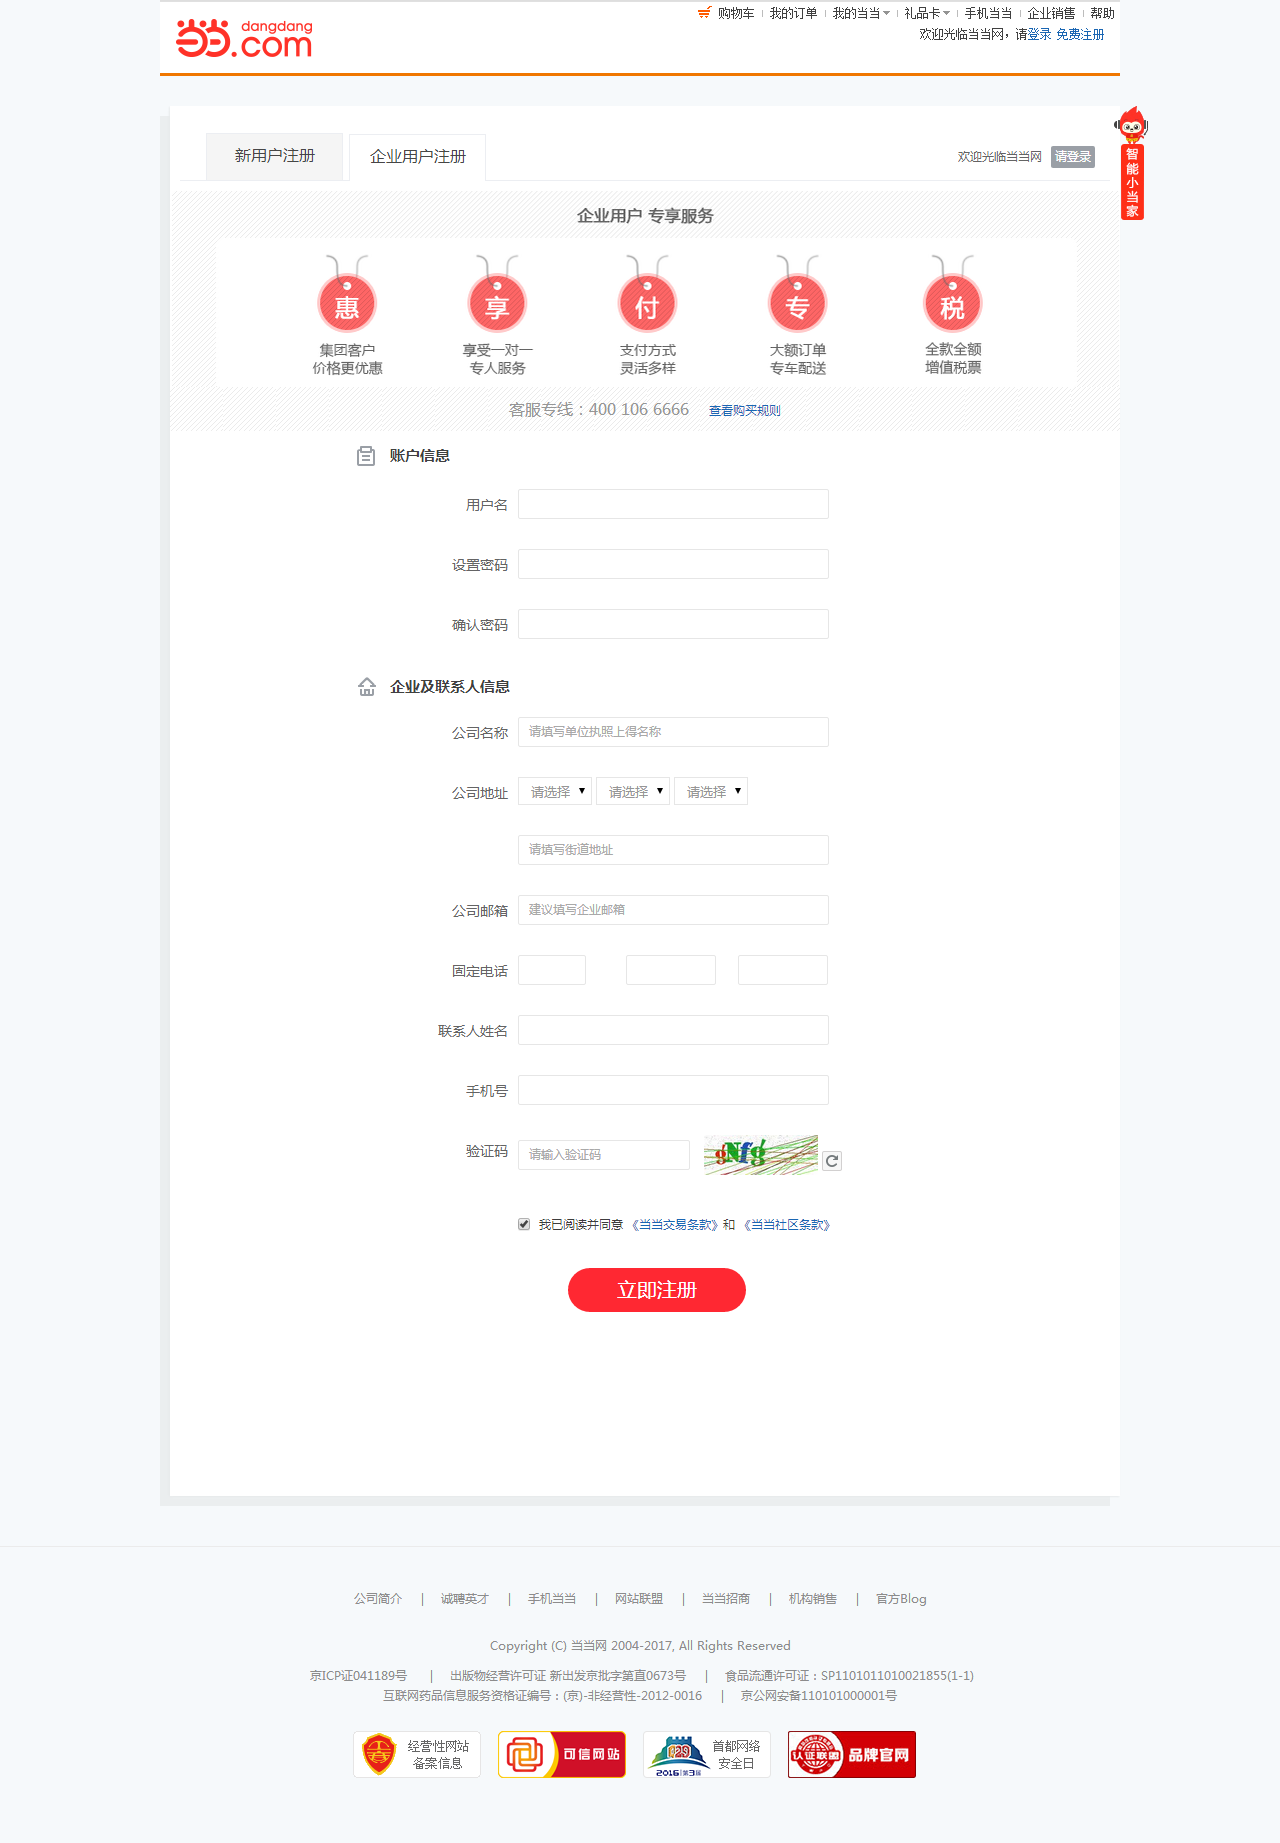 购物车 我的订单 我的当当 礼品卡 手机当当 企业销售 帮助
dangdang
当当.com
欢迎光临当当网，请登录 免费注册
新用户注册 企业用户注册 欢迎光临当当网 请登录
智能小当家
企业用户 专享服务
惠 享 付 专 税
集团客户 享受一对一 支付方式 大额订单 全款全额
价格更优惠 专人服务 灵活多样 专车配送 增值税票
客服专线：400 106 6666 查看购买规则
账户信息
用户名
设置密码
确认密码
企业及联系人信息
公司名称 请填写单位执照上得名称
公司地址 请选择 请选择 请选择
请填写街道地址
公司邮箱 建议填写企业邮箱
固定电话
联系人姓名
手机号
验证码 请输入验证码 gNfg
我已阅读并同意 《当当交易条款》和 《当当社区条款》
立即注册
公司简介 | 诚聘英才 | 手机当当 | 网站联盟 | 当当招商 | 机构销售 | 官方Blog
Copyright (C) 当当网 2004-2017, All Rights Reserved
京ICP证041189号 | 出版物经营许可证 新出发京批字第直0673号 | 食品流通许可证：SP1101011010021855(1-1)
互联网药品信息服务资格证编号：(京)-非经营性-2012-0016 | 京公网安备110101000001号
经营性网站 备案信息
可信网站
首都网络 安全日
429 2016 第3届
认证联盟 品牌官网